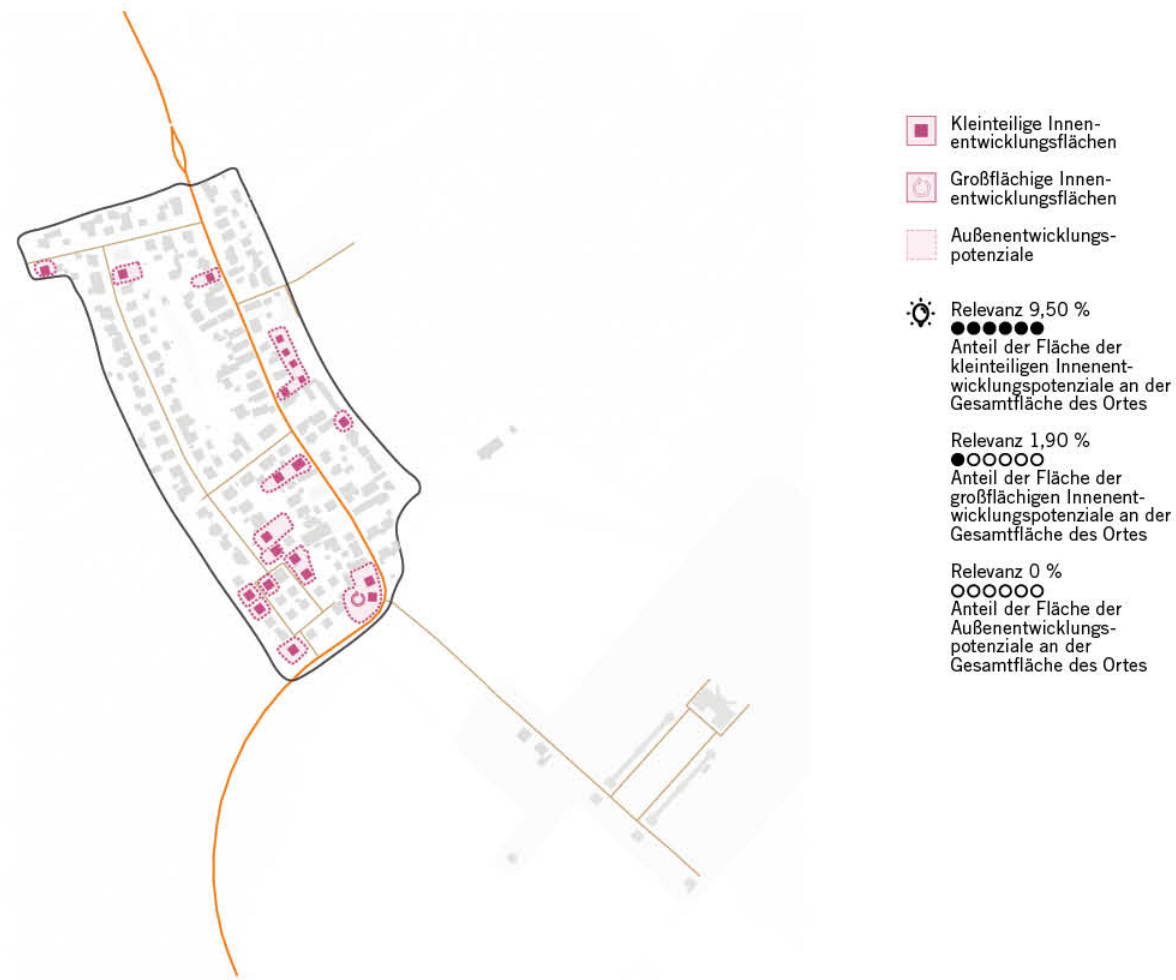 Kleinteilige Innen-
entwicklungsflächen
Großflächige Innen-
entwicklungsflächen
Außenentwicklungs-
potenziale
Relevanz 9,50 %
Anteil der Fläche der
kleinteiligen Innenent-
wicklungspotenziale an der
Gesamtfläche des Ortes
Relevanz 1,90 %
Anteil der Fläche der
großflächigen Innenent-
wicklungspotenziale an der
Gesamtfläche des Ortes
Relevanz 0 %
Anteil der Fläche der
Außenentwicklungs-
potenziale an der
Gesamtfläche des Ortes